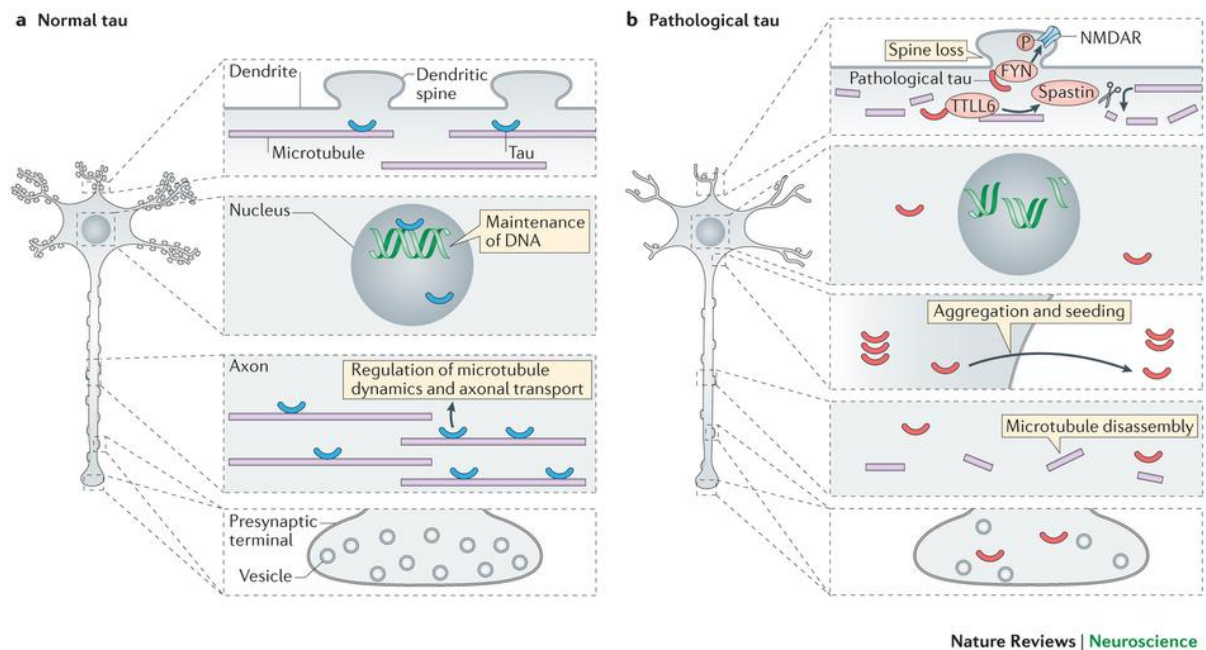 a Normal tau
Dendrite
Dendritic
spine
Microtubule
Tau
Nucleus
Maintenance
of DNA
Axon
Regulation of microtubule
dynamics and axonal transport
Presynaptic
terminal
Vesicle
b Pathological tau
Spine loss
P
NMDAR
Pathological tau
FYN
Spastin
TTLL6
Aggregation and seeding
Microtubule disassembly
Nature Reviews | Neuroscience